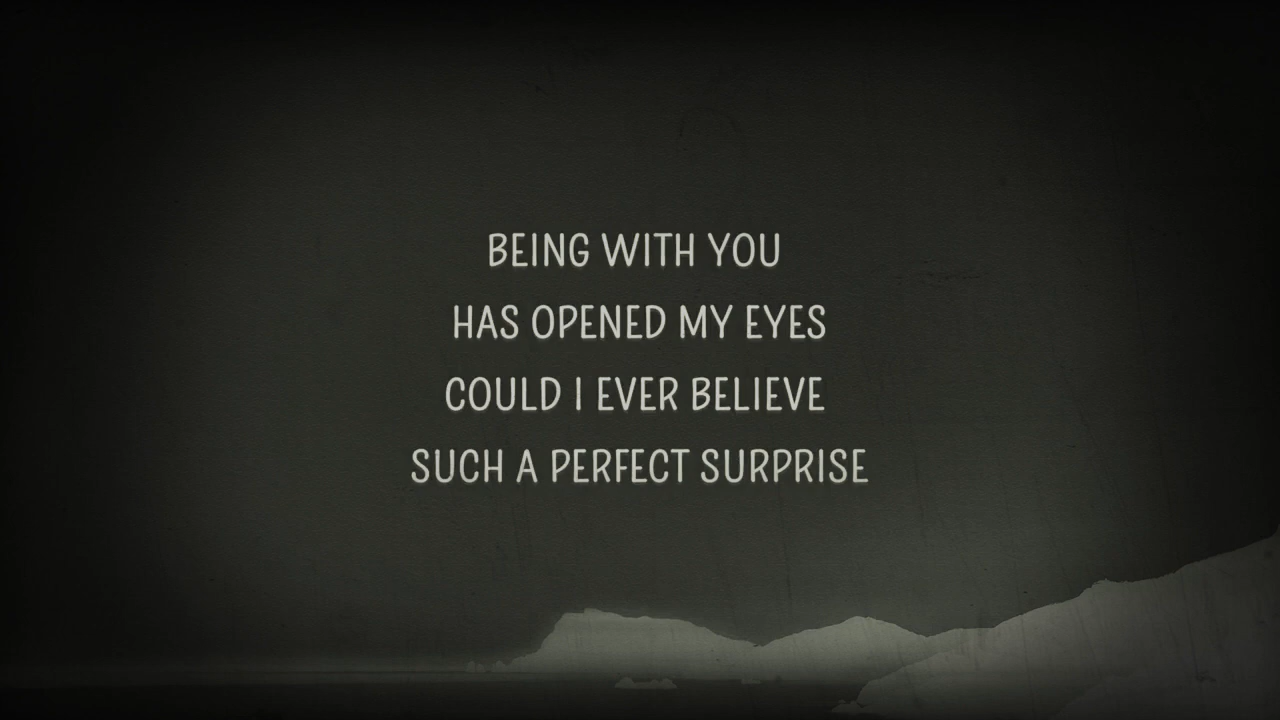 BEING WITH YOU
HAS OPENED MY EYES
COULD I EVER BELIEVE
SUCH A PERFECT SURPRISE